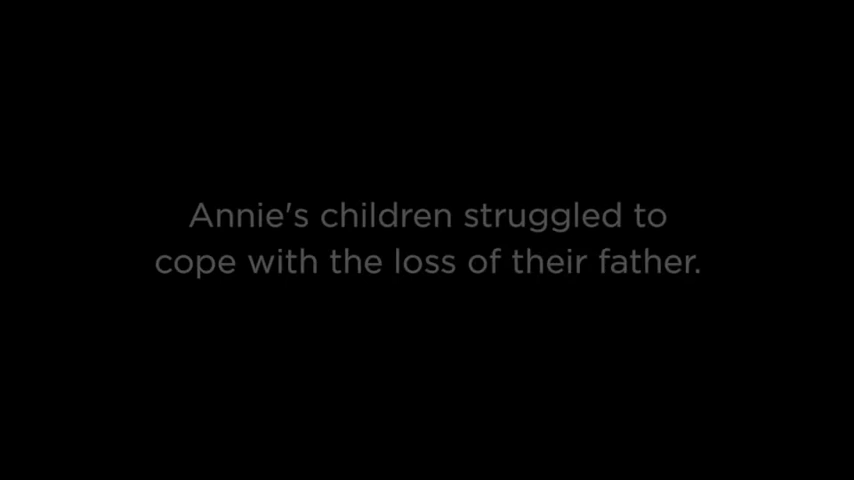 Annie's children struggled to
cope with the loss of their father.